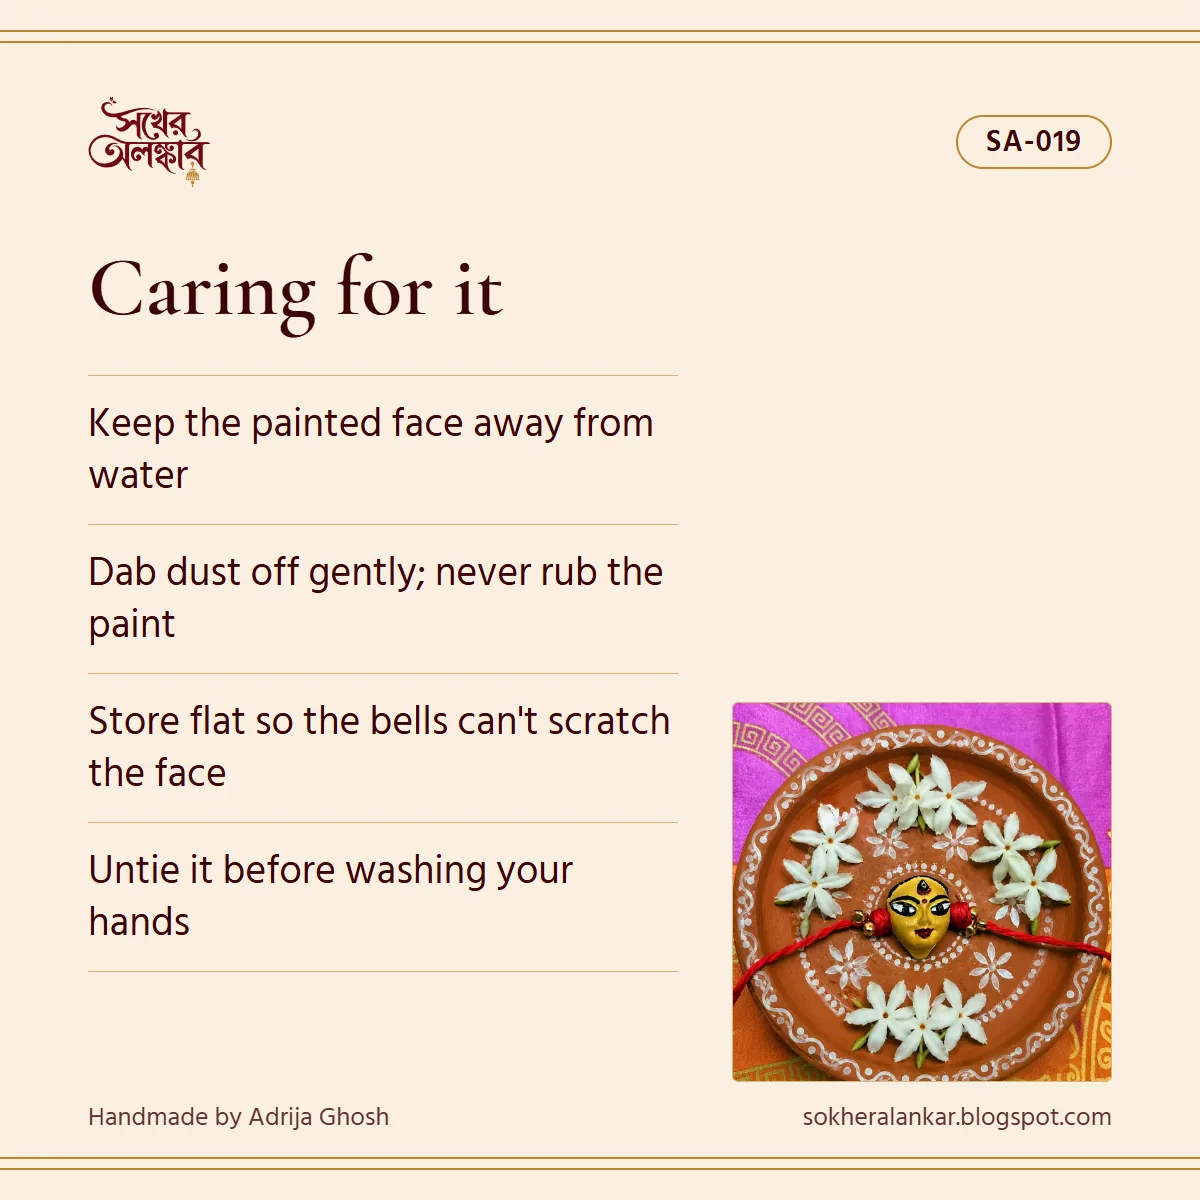 সখের
অলঙ্কার
SA-019
Caring for it
Keep the painted face away from
water
Dab dust off gently; never rub the
paint
Store flat so the bells can't scratch
the face
Untie it before washing your
hands
Handmade by Adrija Ghosh
sokheralankar.blogspot.com